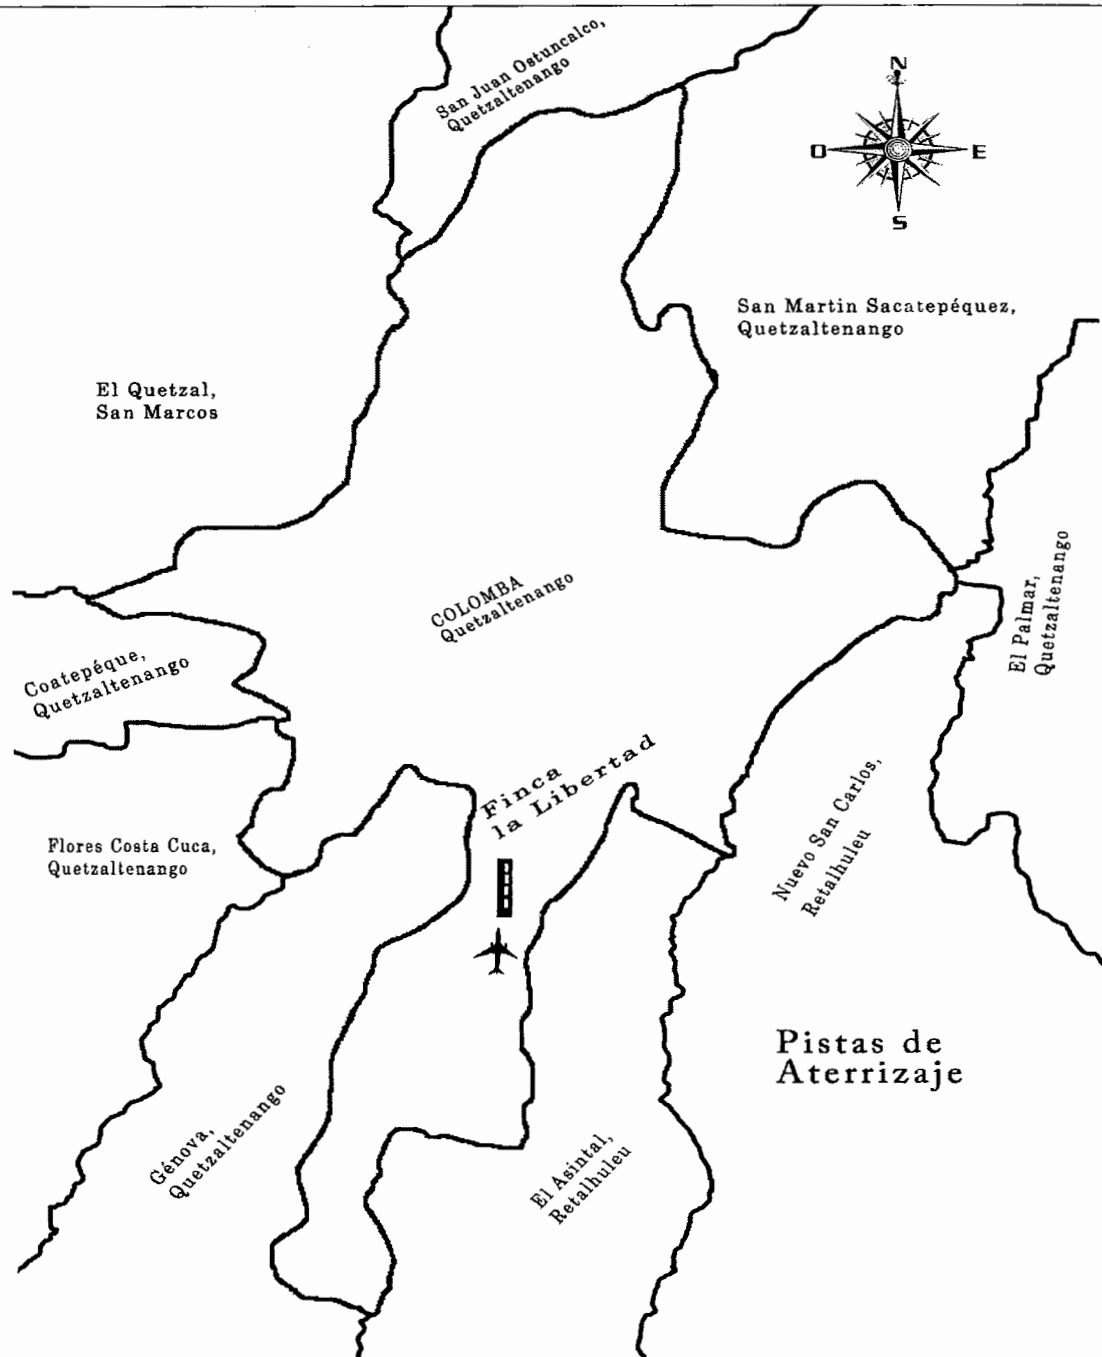 San Juan Ostuncalco,
Quetzaltenango
N
O
E
S
San Martin Sacatepéquez,
Quetzaltenango
El Quetzal,
San Marcos
COLOMBA
Quetzaltenango
El Palmar,
Quetzaltenango
Coatepéque,
Quetzaltenango
Finca
la Libertad
Flores Costa Cuca,
Quetzaltenango
Nuevo San Carlos,
Retalhuleu
Pistas de
Aterrizaje
Génova,
Quetzaltenango
El Asintal,
Retalhuleu